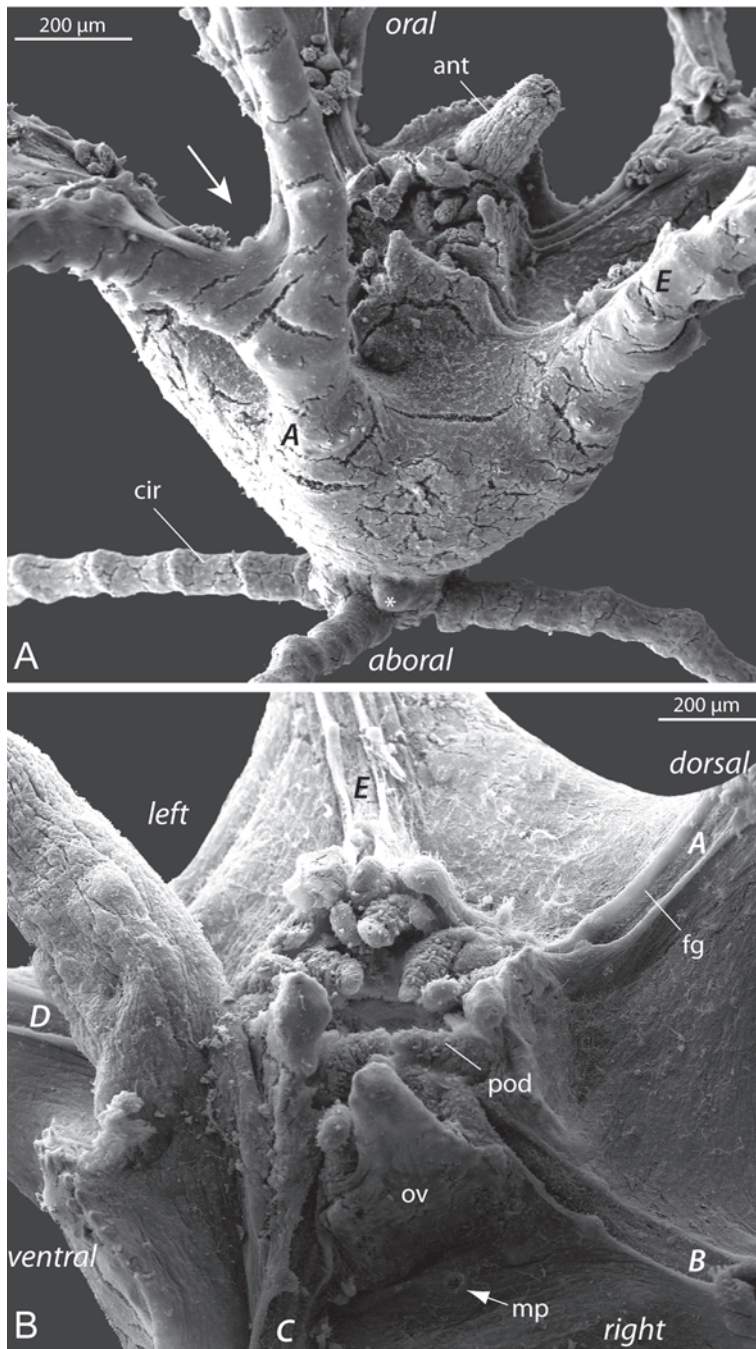 200 µm
oral
ant
E
A
cir
*
A
aboral
200 µm
dorsal
E
left
A
fg
D
pod
ov
ventral
B
mp
B
C
right